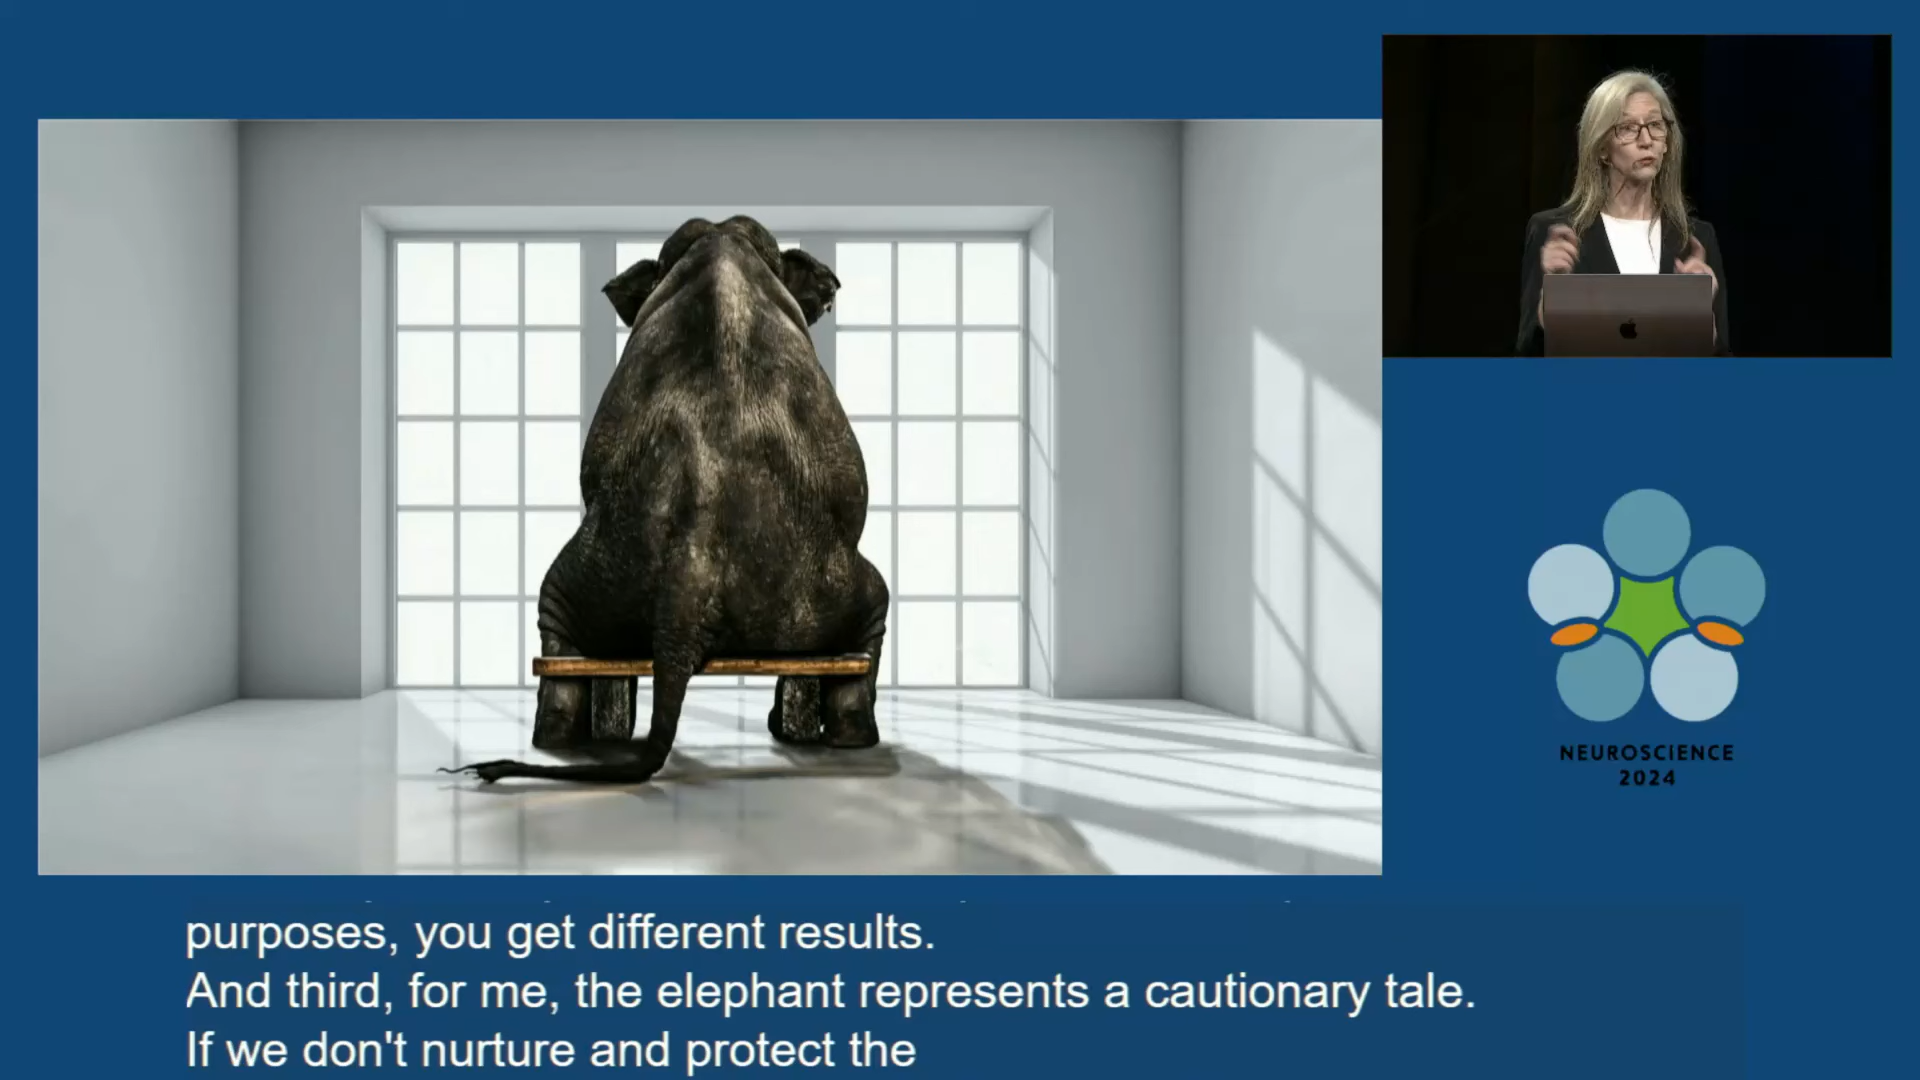 NEUROSCIENCE
2024
purposes, you get different results.
And third, for me, the elephant represents a cautionary tale.
If we don't nurture and protect the